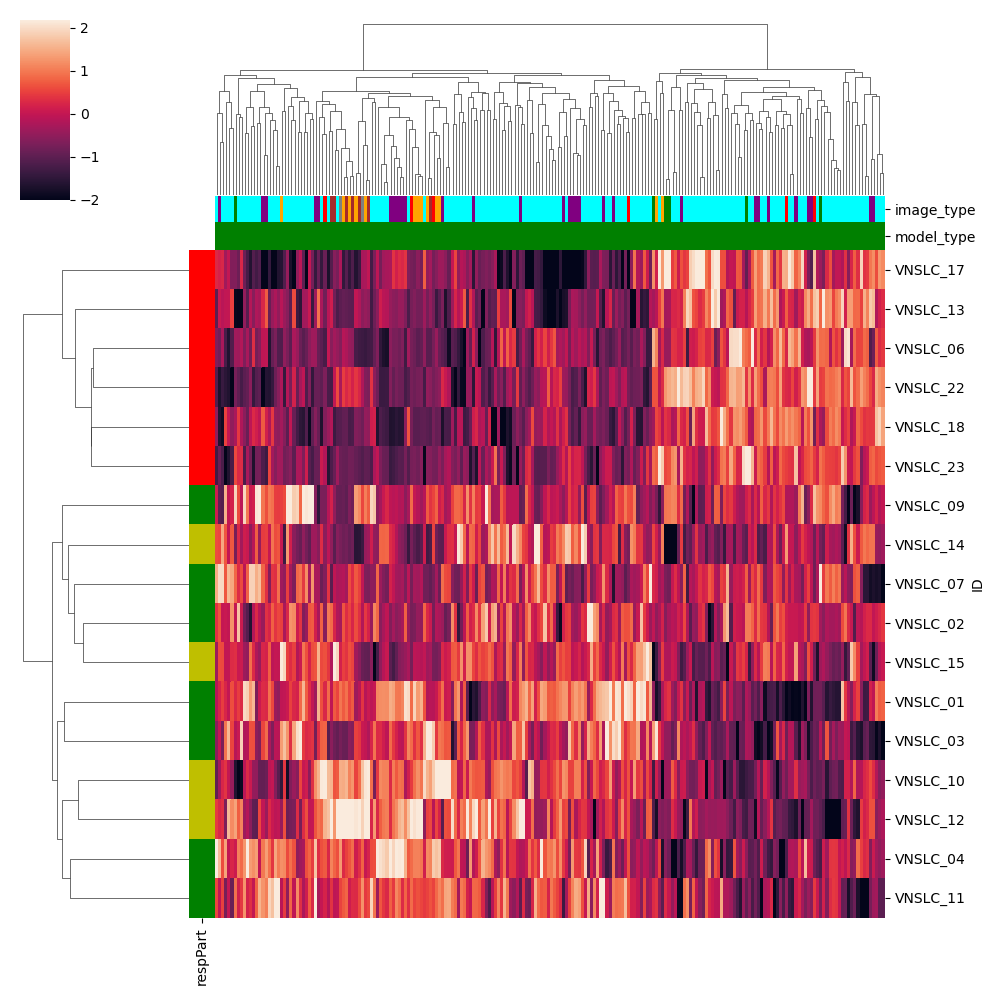 2
1
0
−1
−2
image_type
model_type
VNSLC_17
VNSLC_13
VNSLC_06
VNSLC_22
VNSLC_18
VNSLC_23
VNSLC_09
VNSLC_14
VNSLC_07
VNSLC_02
VNSLC_15
VNSLC_01
VNSLC_03
VNSLC_10
VNSLC_12
VNSLC_04
VNSLC_11
ID
respPart